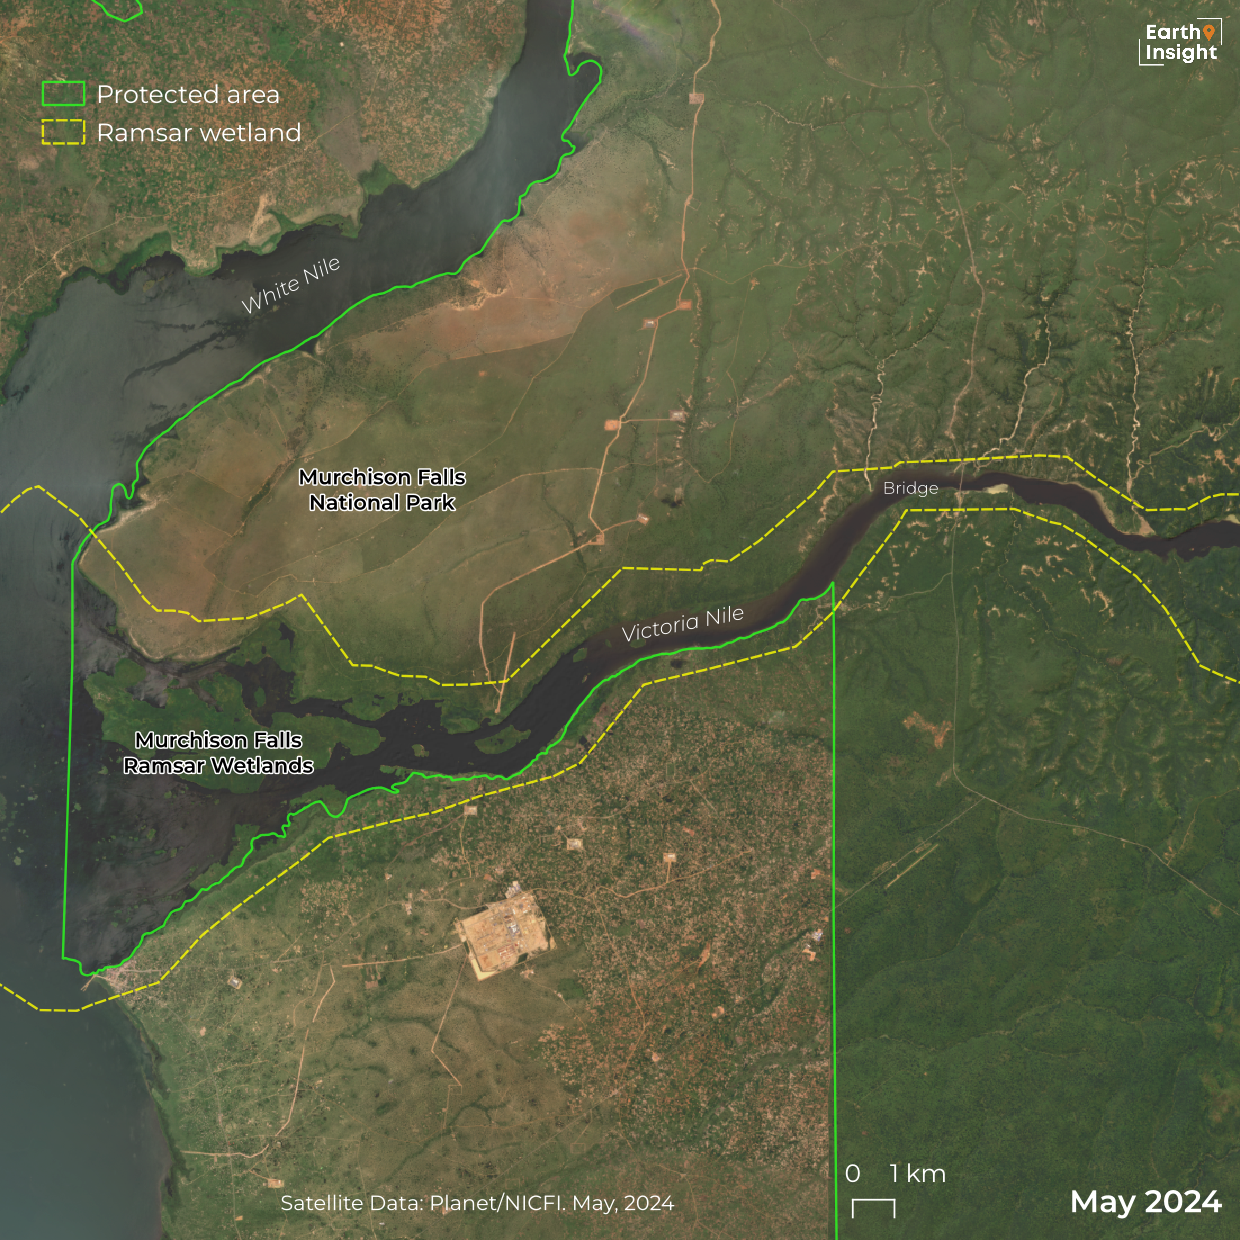 Earth
Insight
Protected area
Ramsar wetland
White Nile
Murchison Falls
National Park
Bridge
Victoria Nile
Murchison Falls
Ramsar Wetlands
0 1 km
Satellite Data: Planet/NICFI. May, 2024
May 2024